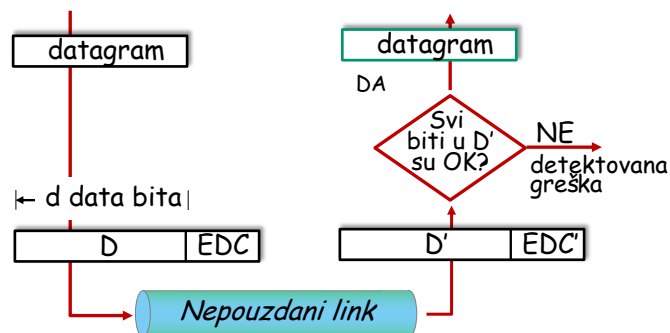 datagram
datagram
DA
Svi
biti u D'
su OK?
NE
detektovana
greška
d data bita
D
EDC
D'
EDC'
Nepouzdani link